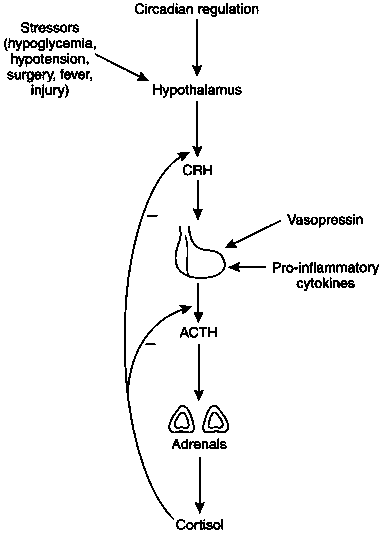 Circadian regulation
Stressors
(hypoglycemia,
hypotension,
surgery, fever,
injury)
Hypothalamus
CRH
–
Vasopressin
Pro-inflammatory
cytokines
ACTH
–
Adrenals
Cortisol